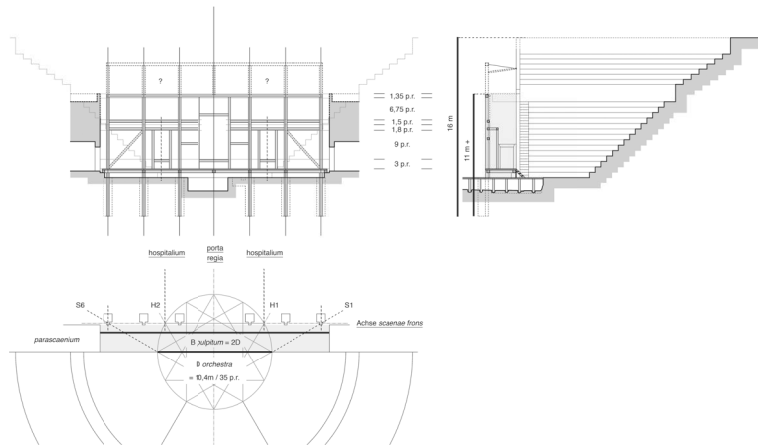 ?
?
1,35 p.r.
6,75 p.r.
1,5 p.r.
1,8 p.r.
9 p.r.
3 p.r.
16 m
11 m +
hospitalium
porta
regia
hospitalium
S6
H2
H1
S1
Achse scaenae frons
parascaenium
B pulpitum = 2D
D orchestra
= 10,4m / 35 p.r.